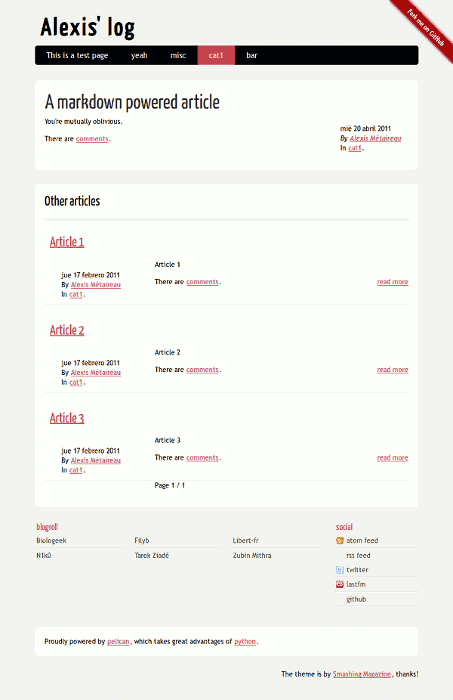 Fork me on GitHub
Alexis' log
This is a test page yeah misc cat1 bar
A markdown powered article
You're mutually oblivious.
There are comments.
mié 20 abril 2011
By Alexis Métaireau
In cat1.
Other articles
Article 1
jue 17 febrero 2011
By Alexis Métaireau
In cat1.
Article 1
There are comments.
read more
Article 2
jue 17 febrero 2011
By Alexis Métaireau
In cat1.
Article 2
There are comments.
read more
Article 3
jue 17 febrero 2011
By Alexis Métaireau
In cat1.
Article 3
There are comments.
read more
Page 1 / 1
blogroll
Biologeek Filyb Libert-fr
N1k0 Tarek Ziadé Zubin Mithra
social
atom feed
rss feed
twitter
lastfm
github
Proudly powered by pelican, which takes great advantages of python.
The theme is by Smashing Magazine, thanks!